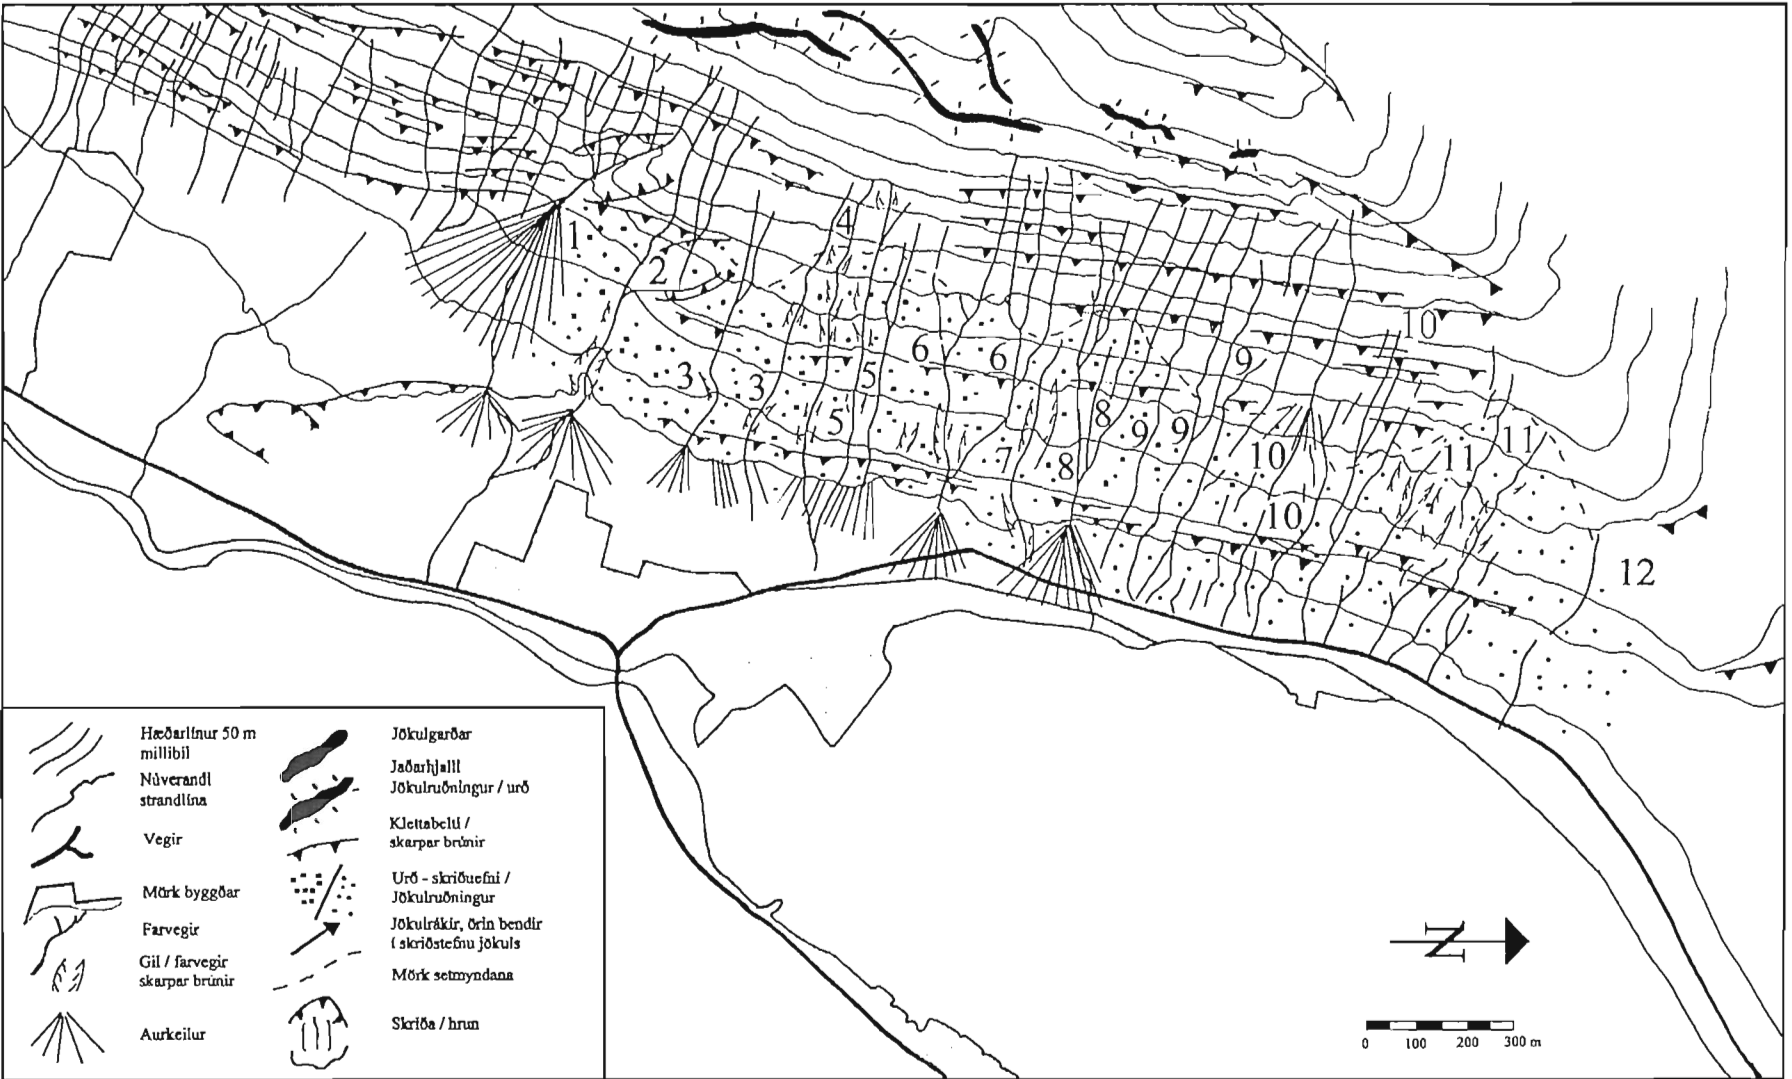 1
2
4
3
3
5
5
6
6
7
8
8
9
9
9
10
10
10
11
11
12
Hæðarlínur 50 m
millibil
Núverandi
strandlína
Vegir
Mörk byggðar
Farvegir
Gil / farvegir
skarpar brúnir
Aurkeilur
Jökulgarðar
Jaðarhjalli
Jökulruðningur / urð
Klettabelti /
skarpar brúnir
Urð - skriðuefni /
Jökulruðningur
Jökulrákir, örin bendir
í skriðstefnu jökuls
Mörk setmyndana
Skriða / hrun
N
0 100 200 300 m